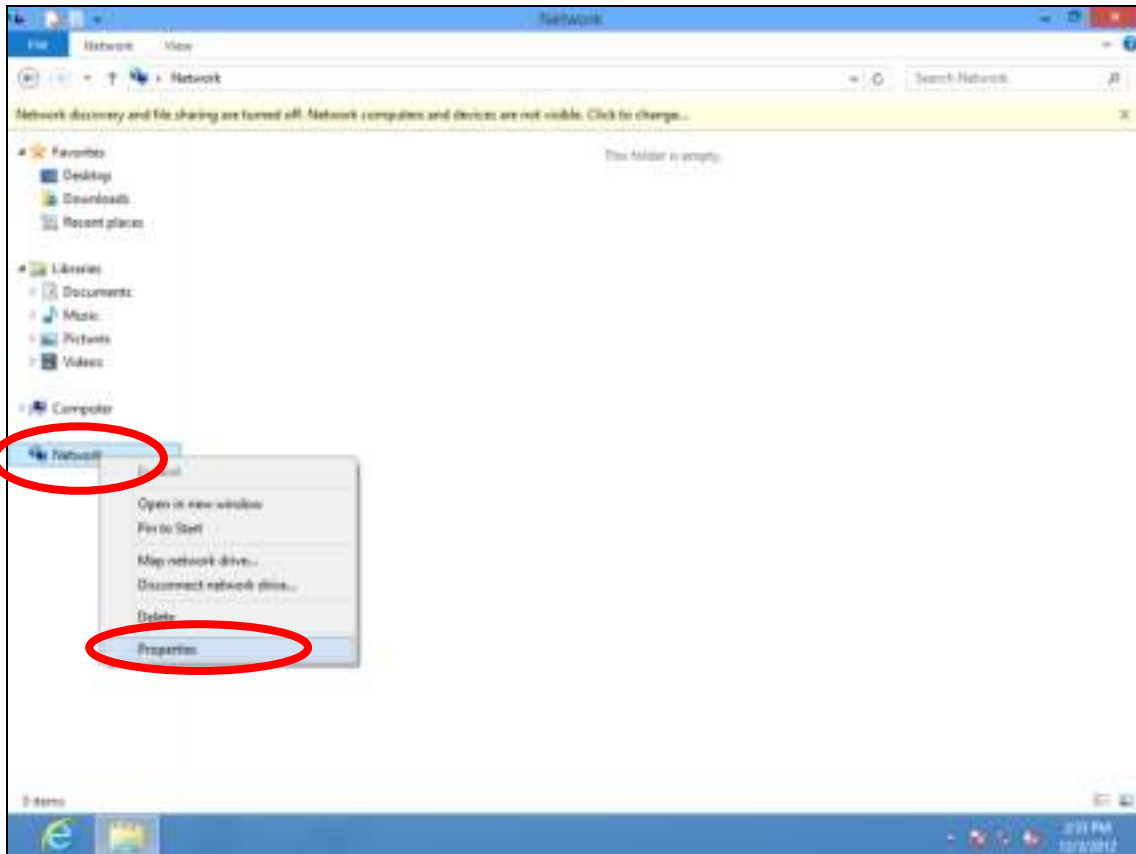 Network
File Network View
Network
Search Network
Network discovery and file sharing are turned off. Network computers and devices are not visible. Click to change...
This folder is empty.
Favorites
Desktop
Downloads
Recent places
Libraries
Documents
Music
Pictures
Videos
Computer
Network
Open in new window
Pin to Start
Map network drive...
Disconnect network drive...
Delete
Properties
0 items
PM